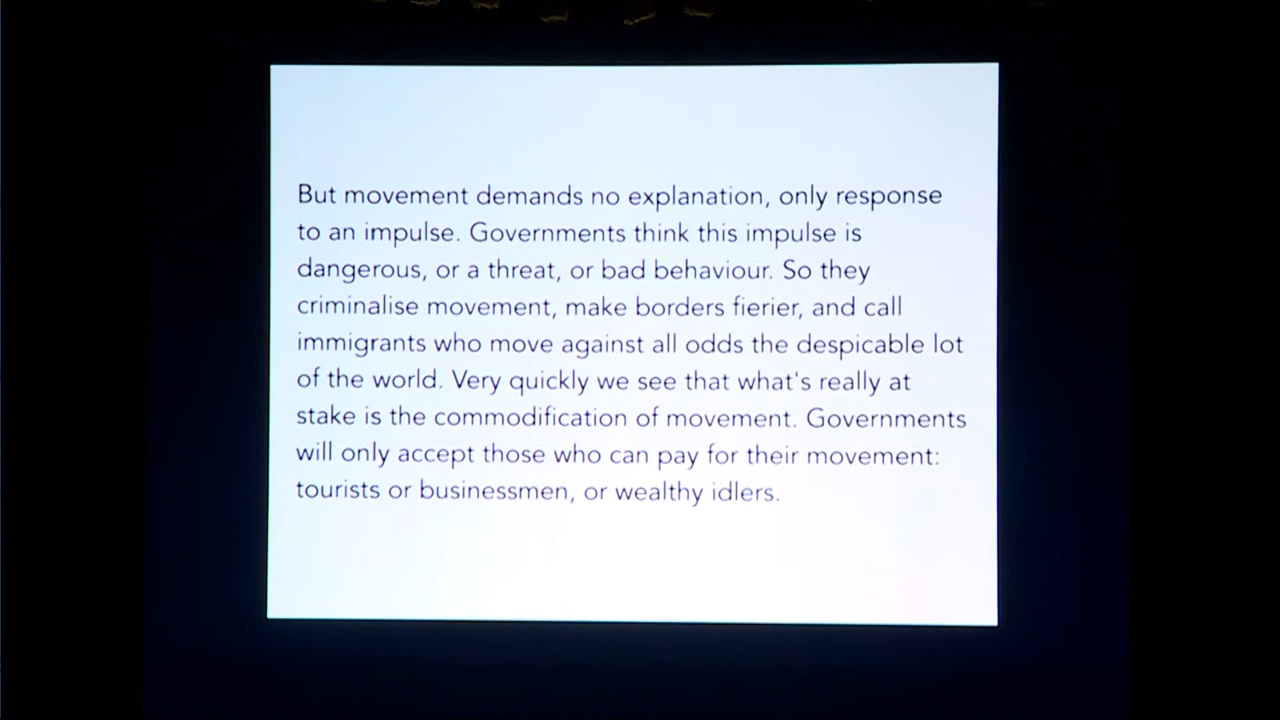 But movement demands no explanation, only response
to an impulse. Governments think this impulse is
dangerous, or a threat, or bad behaviour. So they
criminalise movement, make borders fierier, and call
immigrants who move against all odds the despicable lot
of the world. Very quickly we see that what's really at
stake is the commodification of movement. Governments
will only accept those who can pay for their movement:
tourists or businessmen, or wealthy idlers.